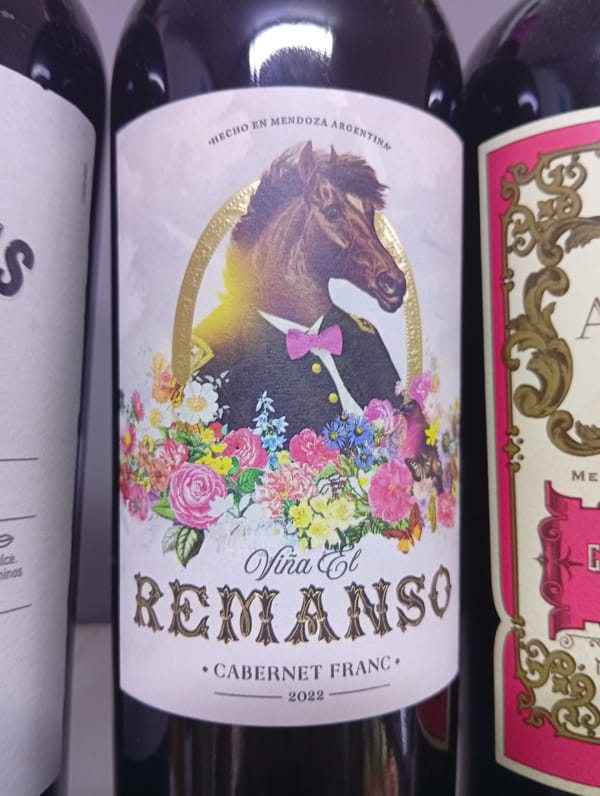 "HECHO EN MENDOZA ARGENTINA"
Viña El
REMANSO
• CABERNET FRANC •
2022
S